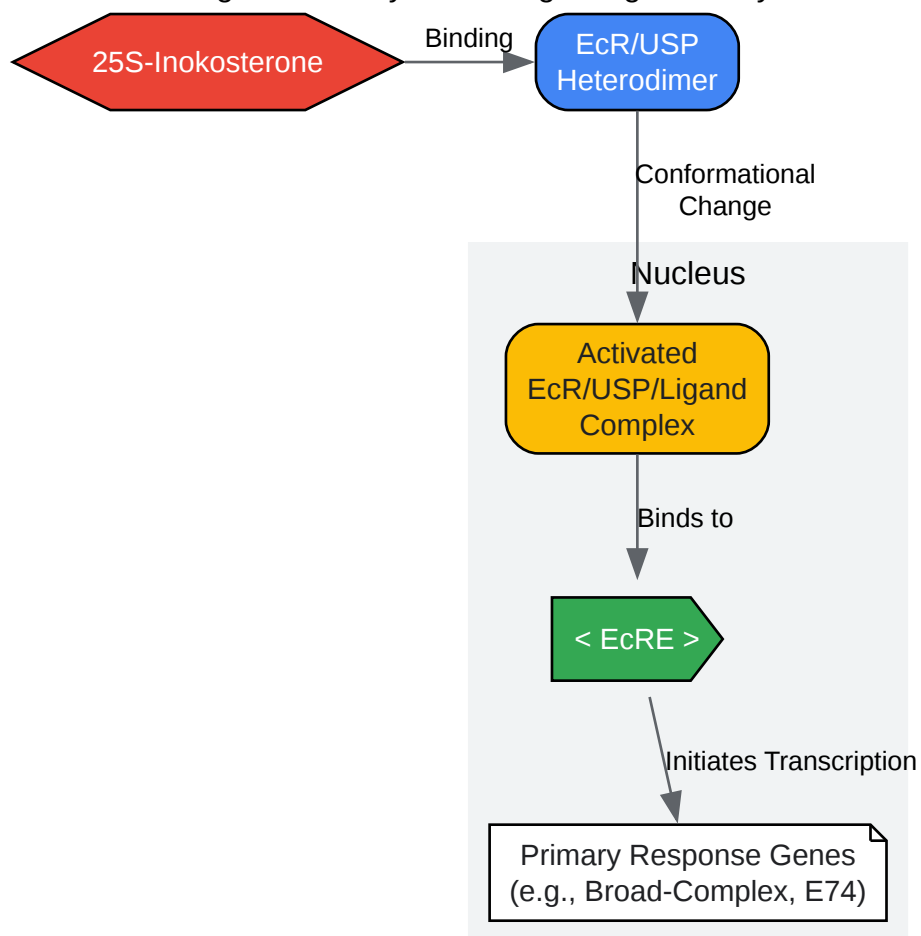 25S-Inokosterone
Binding
EcR/USP
Heterodimer
Conformational
Change
Nucleus
Activated
EcR/USP/Ligand
Complex
Binds to
< EcRE >
Initiates Transcription
Primary Response Genes
(e.g., Broad-Complex, E74)